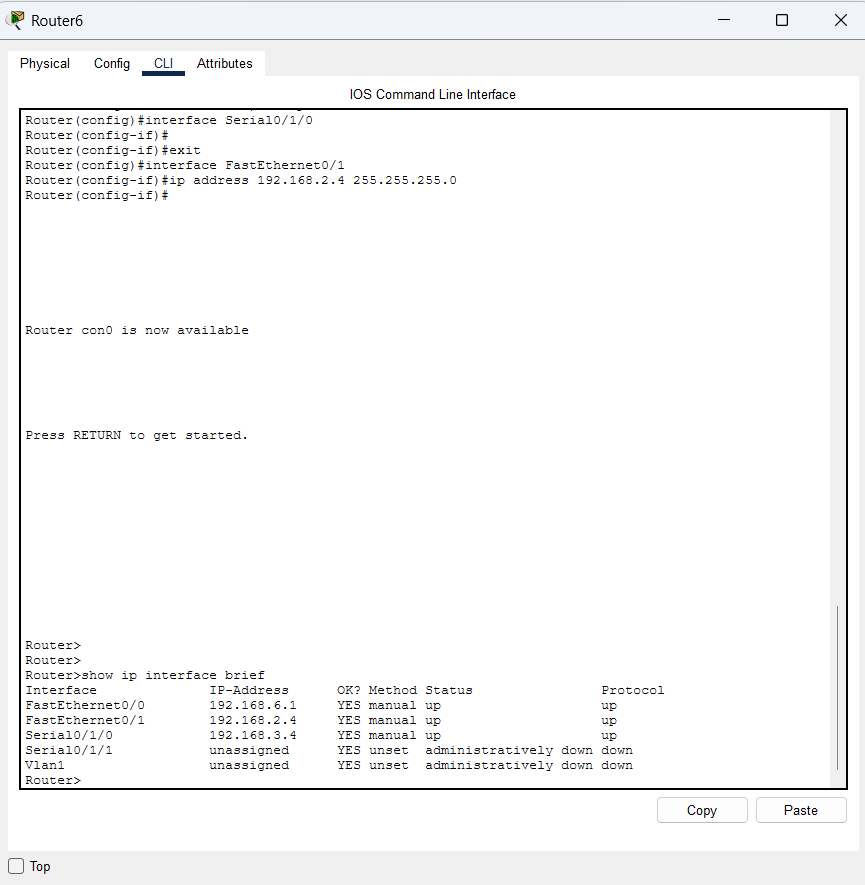 Router6
Physical Config CLI Attributes
IOS Command Line Interface
Router(config)#interface Serial0/1/0
Router(config-if)#
Router(config-if)#exit
Router(config)#interface FastEthernet0/1
Router(config-if)#ip address 192.168.2.4 255.255.255.0
Router(config-if)#
Router con0 is now available
Press RETURN to get started.
Router>
Router>
Router>show ip interface brief
Interface IP-Address OK? Method Status Protocol
FastEthernet0/0 192.168.6.1 YES manual up up
FastEthernet0/1 192.168.2.4 YES manual up up
Serial0/1/0 192.168.3.4 YES manual up up
Serial0/1/1 unassigned YES unset administratively down down
Vlan1 unassigned YES unset administratively down down
Router>
Copy Paste
Top